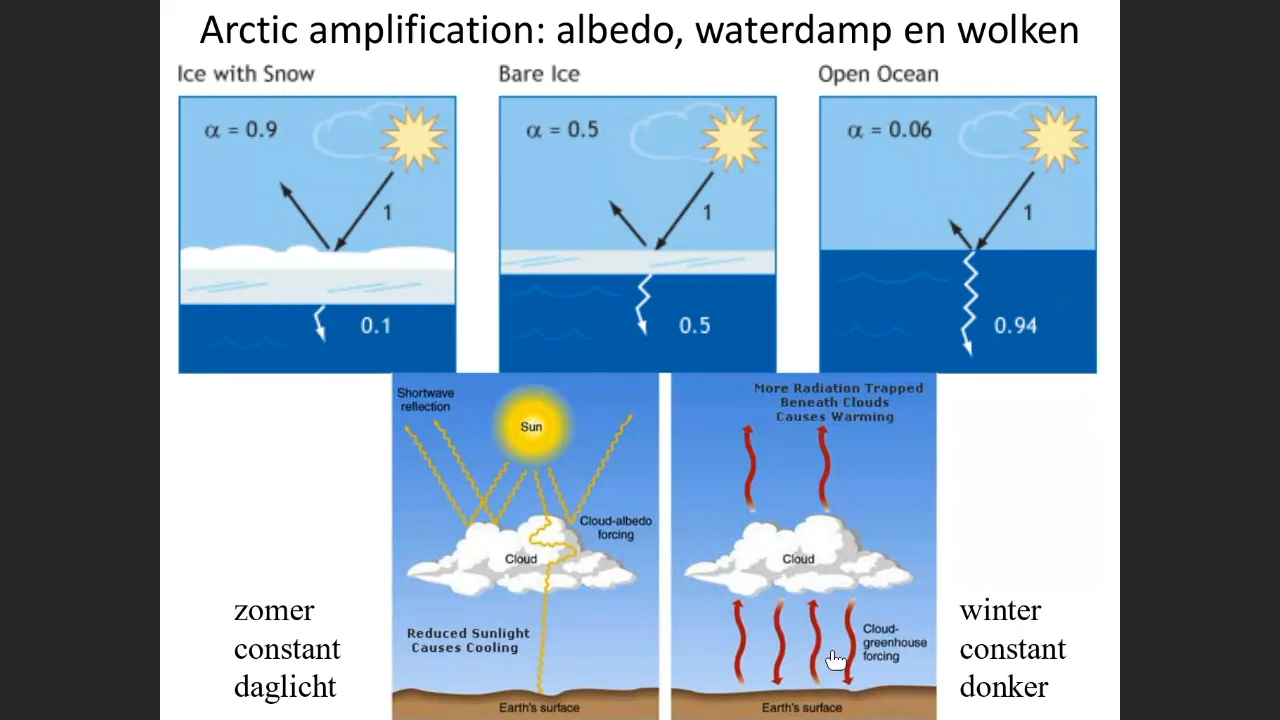 Arctic amplification: albedo, waterdamp en wolken
Ice with Snow
α = 0.9
1
0.1
Bare Ice
α = 0.5
1
0.5
Open Ocean
α = 0.06
1
0.94
Shortwave
reflection
Sun
Cloud-albedo
forcing
Cloud
Reduced Sunlight
Causes Cooling
Earth's surface
More Radiation Trapped
Beneath Clouds
Causes Warming
Cloud
Cloud-
greenhouse
forcing
Earth's surface
zomer
constant
daglicht
winter
constant
donker